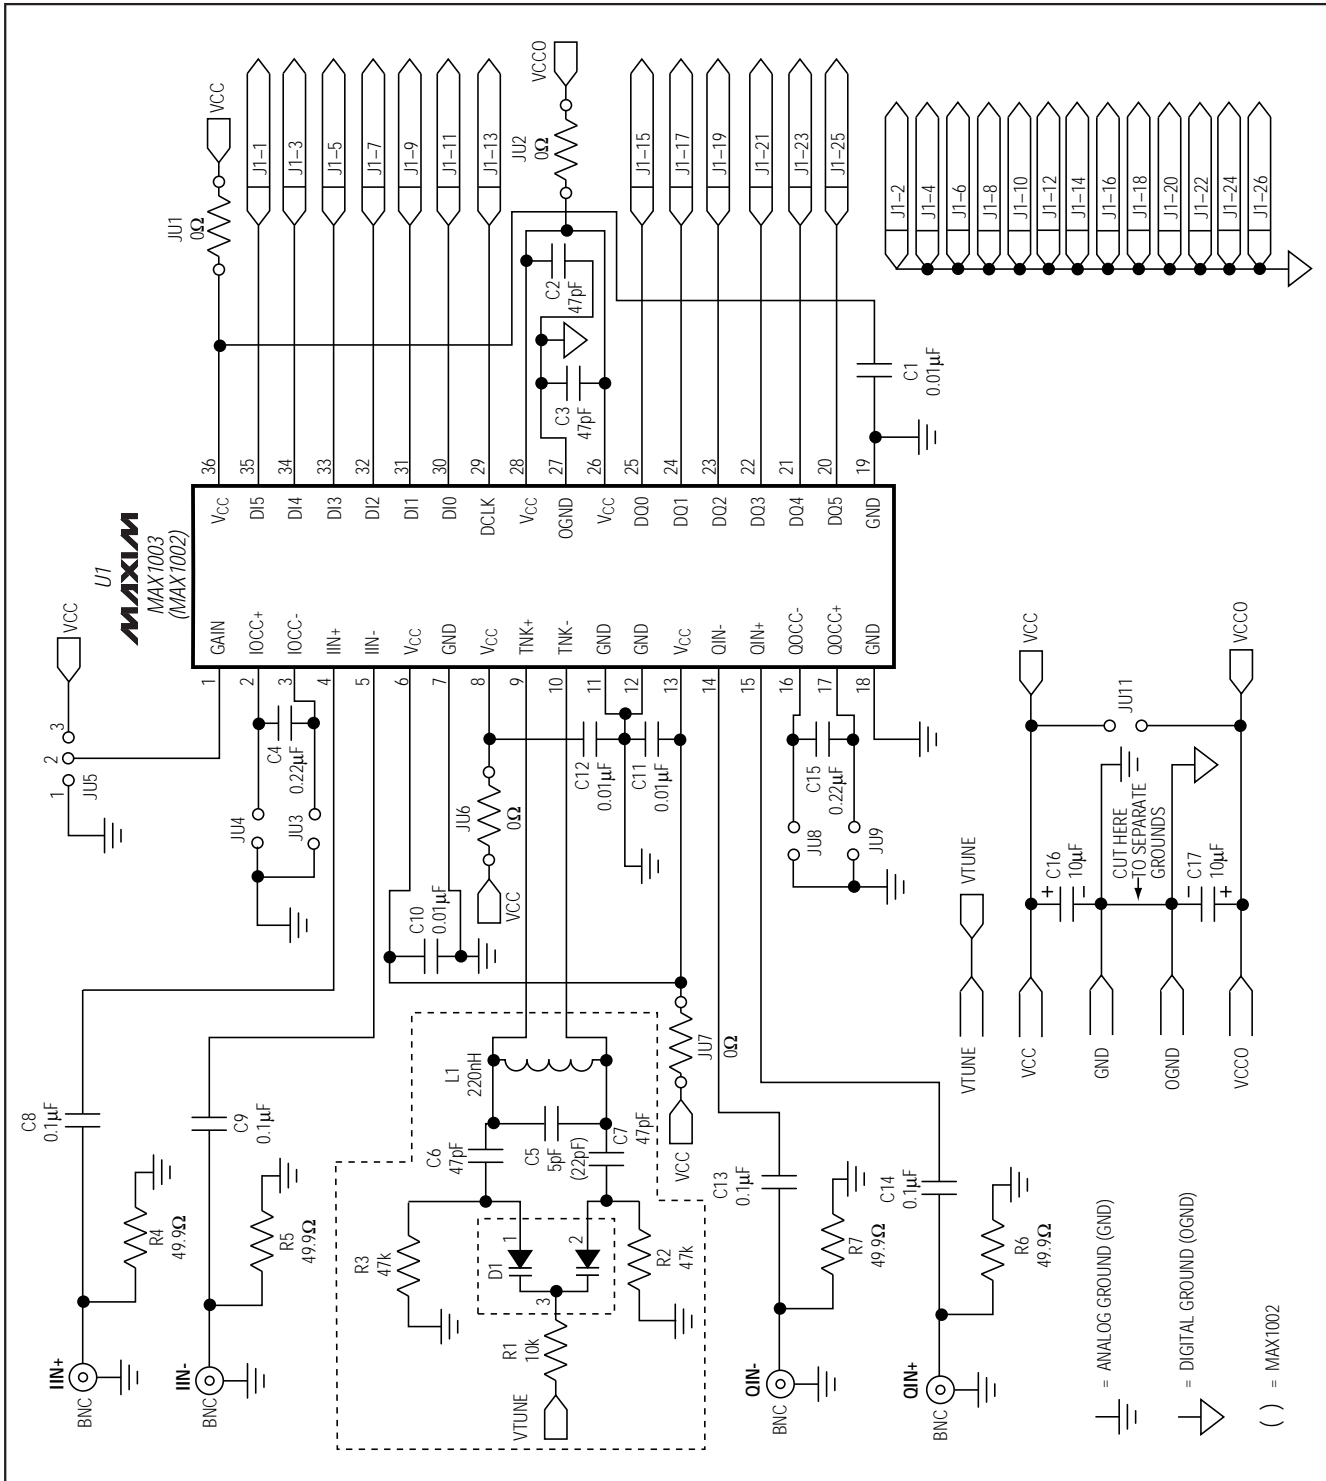 VCC
JU1
0Ω
J1-1
J1-3
J1-5
J1-7
J1-9
J1-11
J1-13
JU2
0Ω
VCCO
J1-15
J1-17
J1-19
J1-21
J1-23
J1-25
J1-2
J1-4
J1-6
J1-8
J1-10
J1-12
J1-14
J1-16
J1-18
J1-20
J1-22
J1-24
J1-26
C2
47pF
C3
47pF
C1
0.01μF
36
35
34
33
32
31
30
29
28
27
26
25
24
23
22
21
20
19
VCC
DI5
DI4
DI3
DI2
DI1
DI0
DCLK
VCC
OGND
VCC
DQ0
DQ1
DQ2
DQ3
DQ4
DQ5
GND
U1
MAXIM
MAX1003
(MAX1002)
GAIN
IOCC+
IOCC-
IIN+
IIN-
VCC
GND
VCC
TNK+
TNK-
GND
GND
VCC
QIN-
QIN+
QOCC-
QOCC+
GND
1
2
3
4
5
6
7
8
9
10
11
12
13
14
15
16
17
18
VCC
3
2
1
JU5
C4
0.22μF
JU4
JU3
C10
0.01μF
JU6
0Ω
VCC
C12
0.01μF
C11
0.01μF
C15
0.22μF
JU8
JU9
JU7
0Ω
VCC
C8
0.1μF
R4
49.9Ω
IIN+
BNC
C9
0.1μF
R5
49.9Ω
IIN-
BNC
L1
220nH
C6
47pF
C5
5pF
(22pF)
C7
47pF
R3
47k
D1
1
2
3
R2
47k
R1
10k
VTUNE
C13
0.1μF
R7
49.9Ω
QIN-
BNC
C14
0.1μF
R6
49.9Ω
QIN+
BNC
VTUNE
VTUNE
VCC
VCC
JU11
C16
10μF
+
-
CUT HERE
TO SEPARATE
GROUNDS
C17
10μF
-
+
VCCO
GND
OGND
VCCO
= ANALOG GROUND (GND)
= DIGITAL GROUND (OGND)
( ) = MAX1002